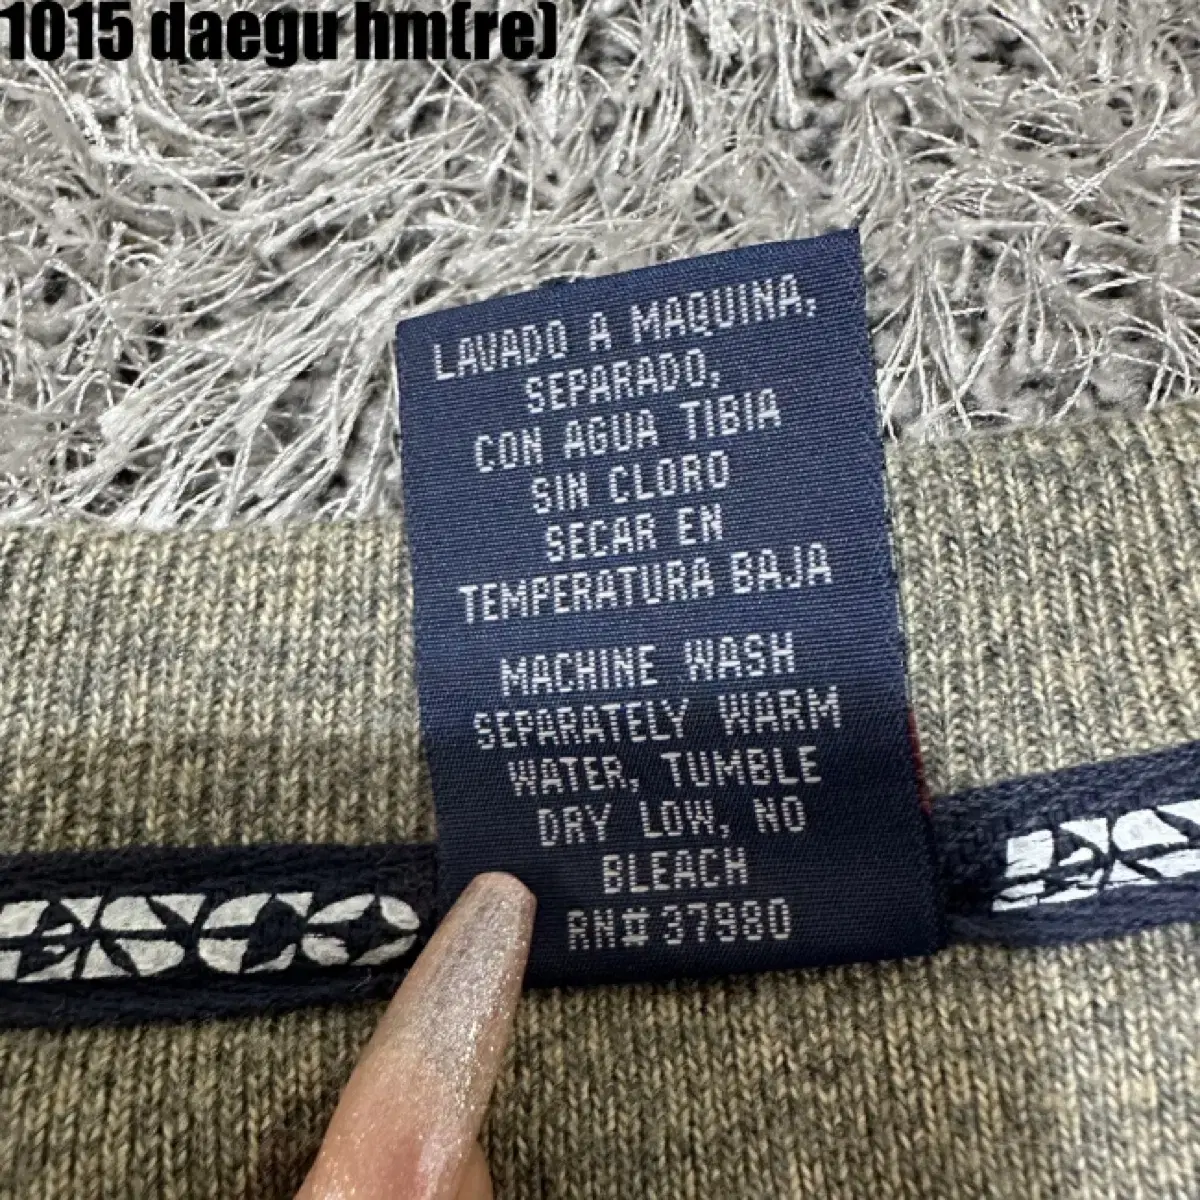 1015 daegu hm(re)
LAVADO A MAQUINA,
SEPARADO,
CON AGUA TIBIA
SIN CLORO
SECAR EN
TEMPERATURA BAJA
MACHINE WASH
SEPARATELY WARM
WATER, TUMBLE
DRY LOW, NO
BLEACH
RN# 37980